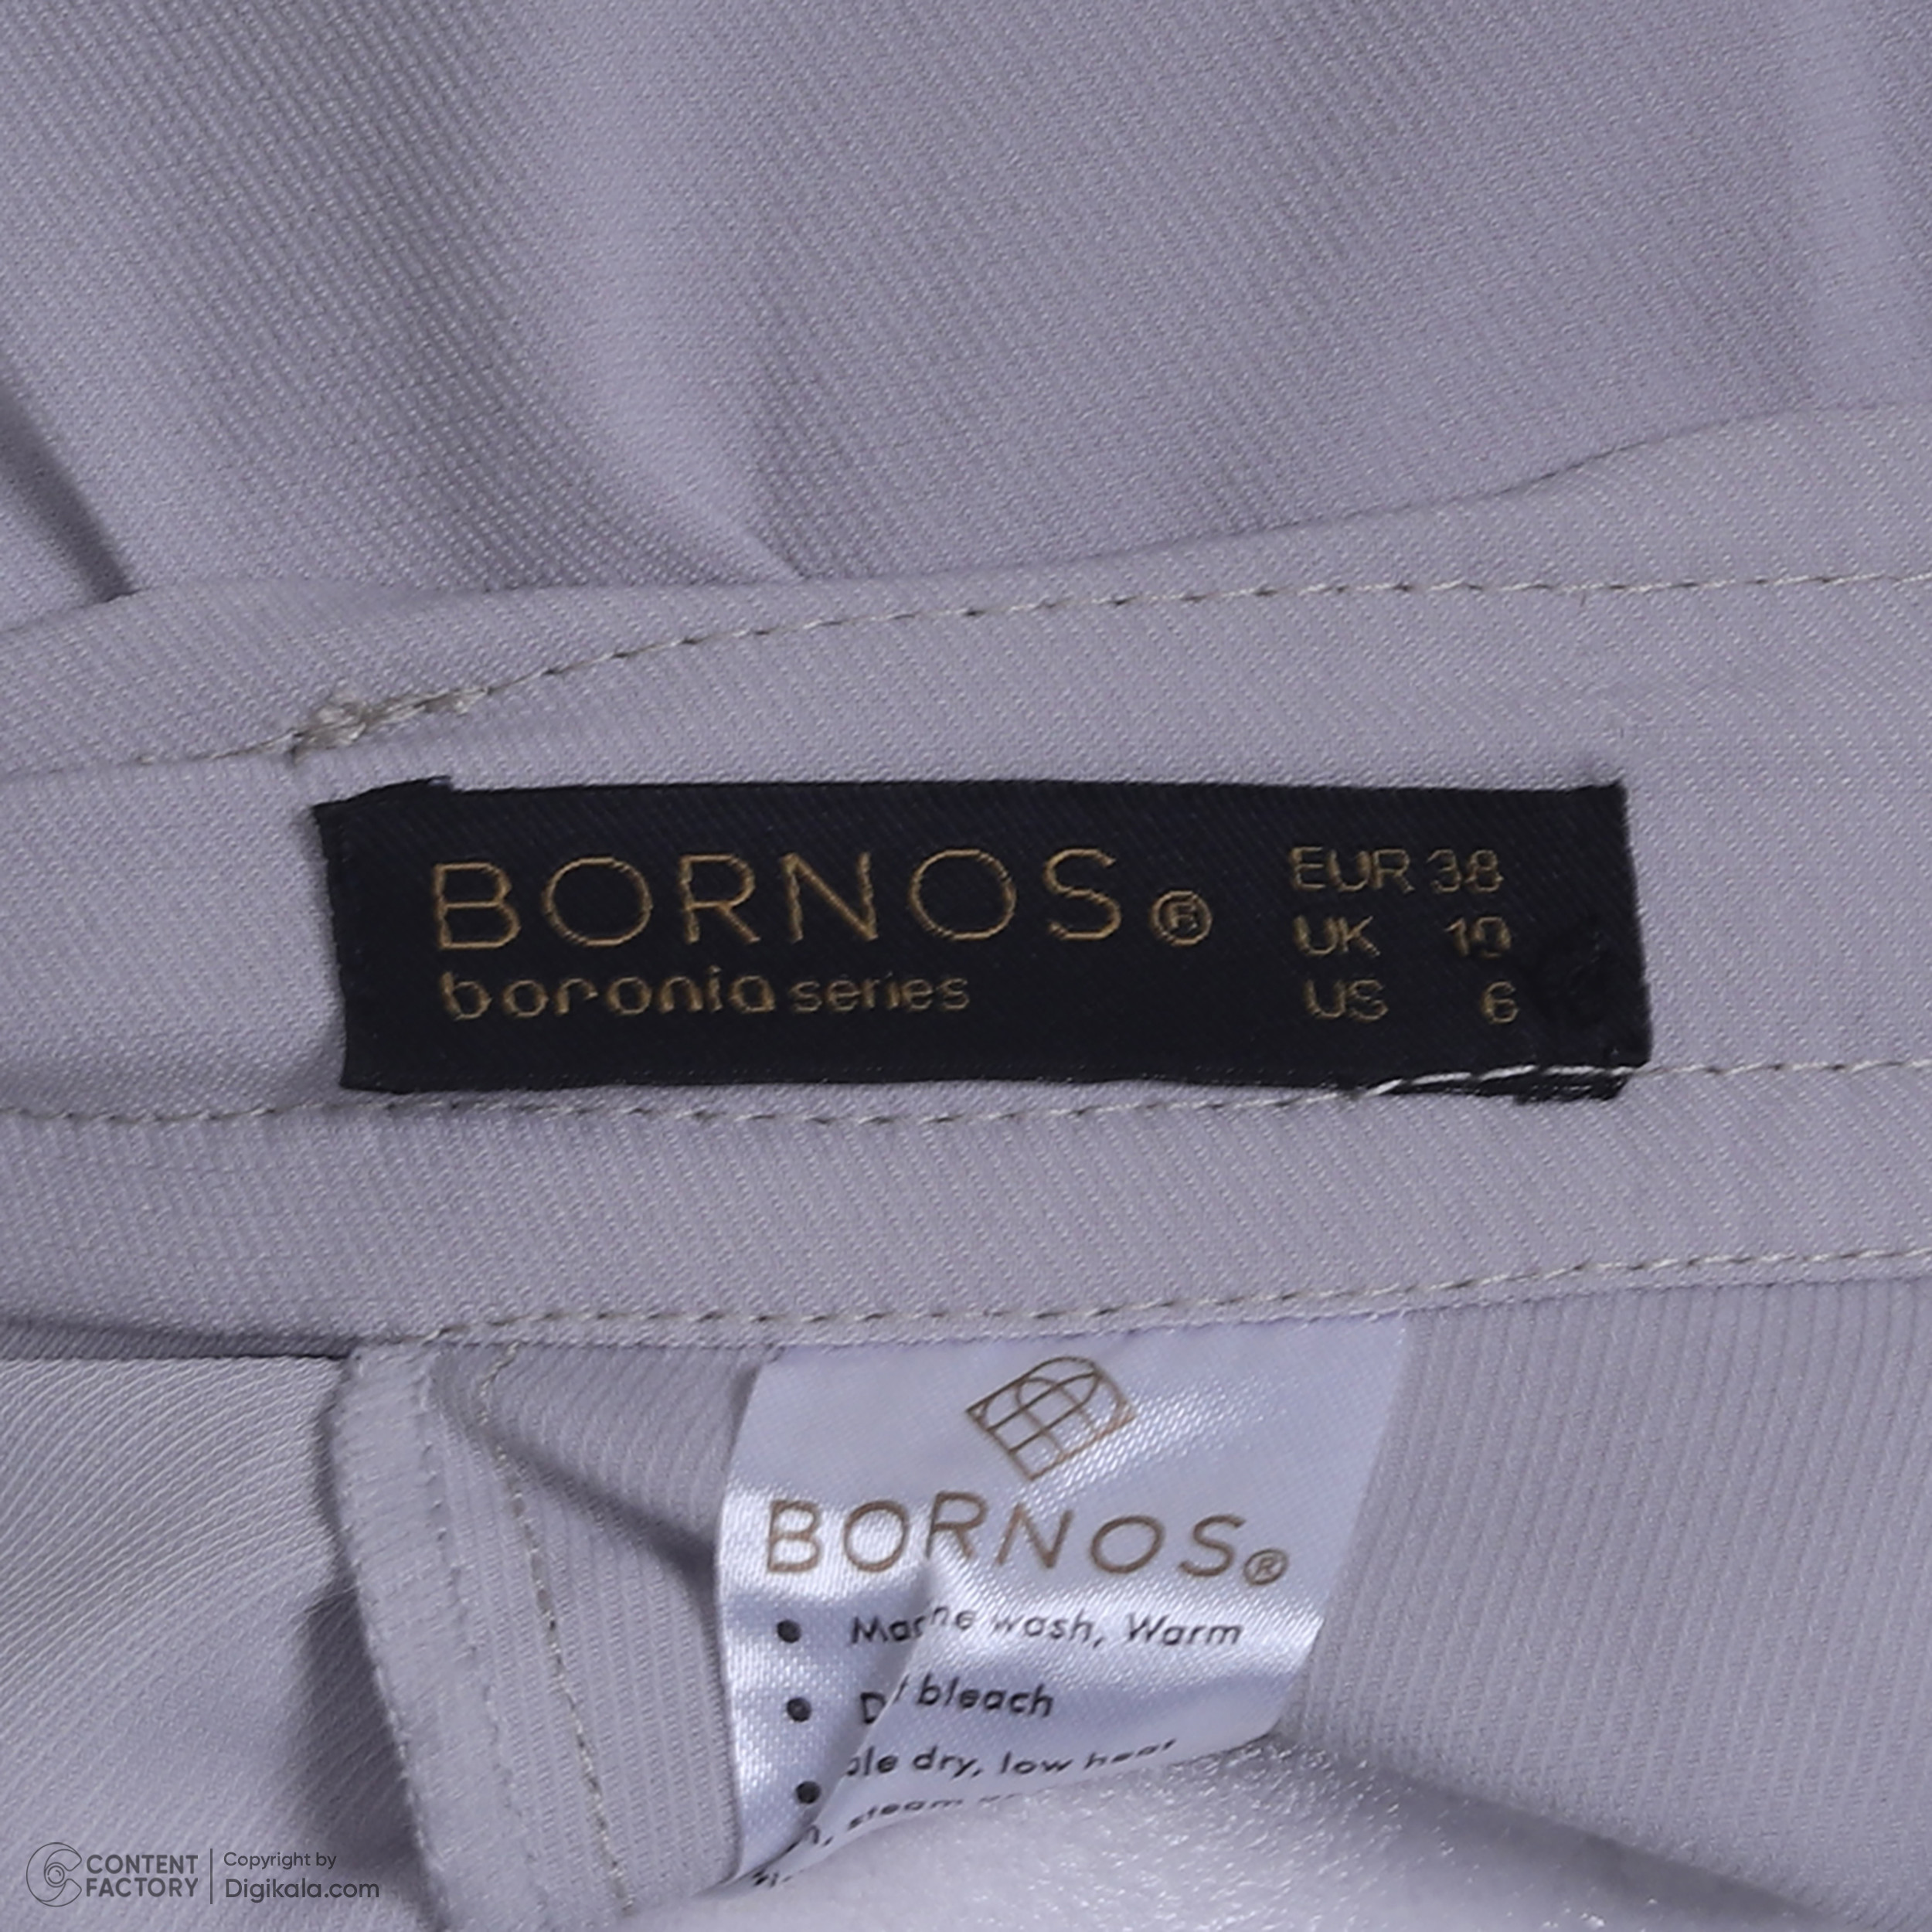 BORNOS®
boronia series
EUR 38
UK 10
US 6
BORNOS®
• wash, Warm
• bleach
• dry, low heat
steam
CONTENT FACTORY
Copyright by
Digikala.com